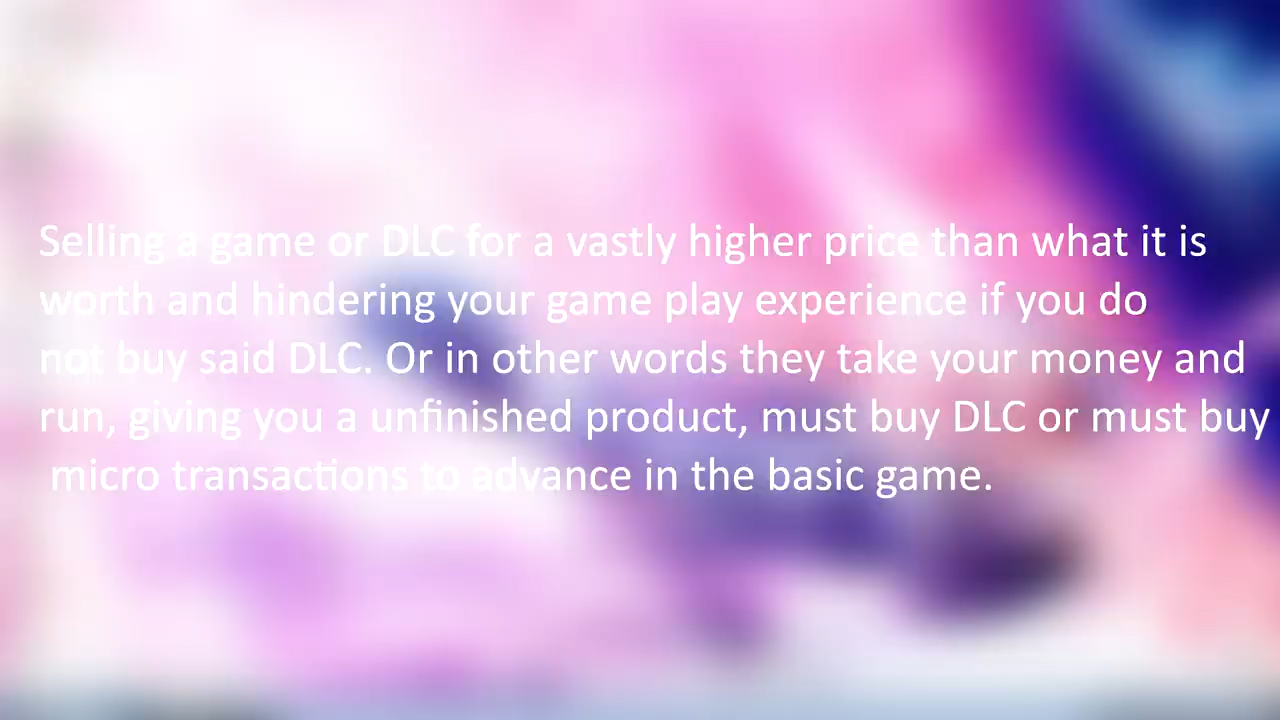 Selling a game or DLC for a vastly higher price than what it is
worth and hindering your game play experience if you do
not buy said DLC. Or in other words they take your money and
run, giving you a unfinished product, must buy DLC or must buy
micro transactions to advance in the basic game.